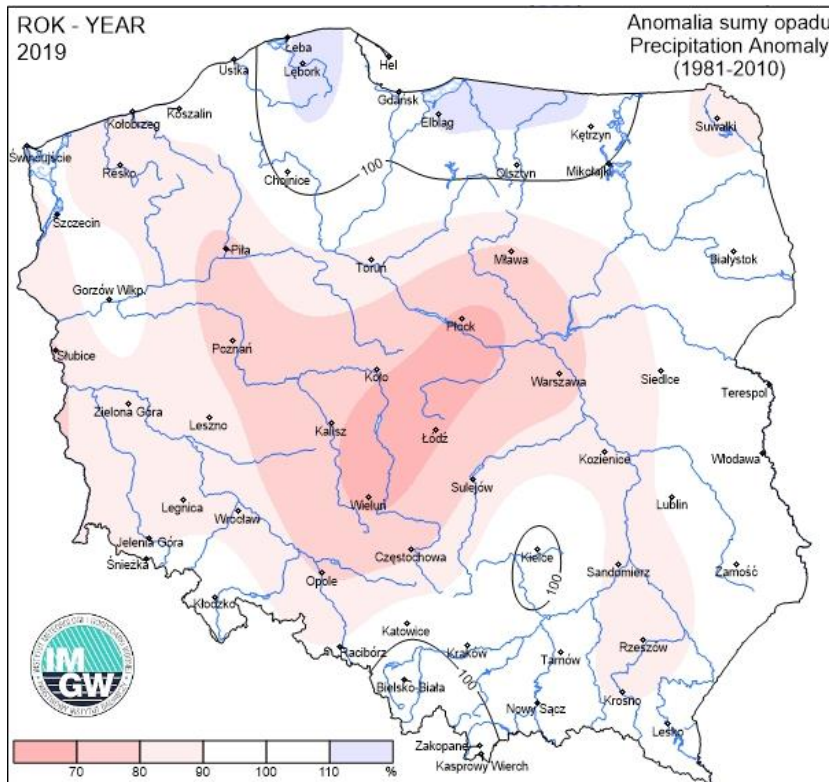 ROK - YEAR
2019
Anomalia sumy opadu
Precipitation Anomaly
(1981-2010)
Łeba
Hel
Ustka
Lębork
Gdańsk
Koszalin
Kołobrzeg
Elbląg
Kętrzyn
Suwałki
Świnoujście
Resko
Chojnice
100
Olsztyn
Mikołajki
Szczecin
Piła
Toruń
Mława
Białystok
Gorzów Wlkp.
Płock
Słubice
Poznań
Koło
Warszawa
Siedlce
Terespol
Zielona Góra
Leszno
Kalisz
Łódź
Kozienice
Włodawa
Sulejów
Legnica
Wrocław
Wieluń
Lublin
Jelenia Góra
Śnieżka
Częstochowa
Kielce
100
Sandomierz
Zamość
Opole
Kłodzko
Katowice
Racibórz
Kraków
Tarnów
Rzeszów
100
Bielsko-Biała
Nowy Sącz
Krosno
Lesko
Zakopane
Kasprowy Wierch
IM
GW
70 80 90 100 110 %